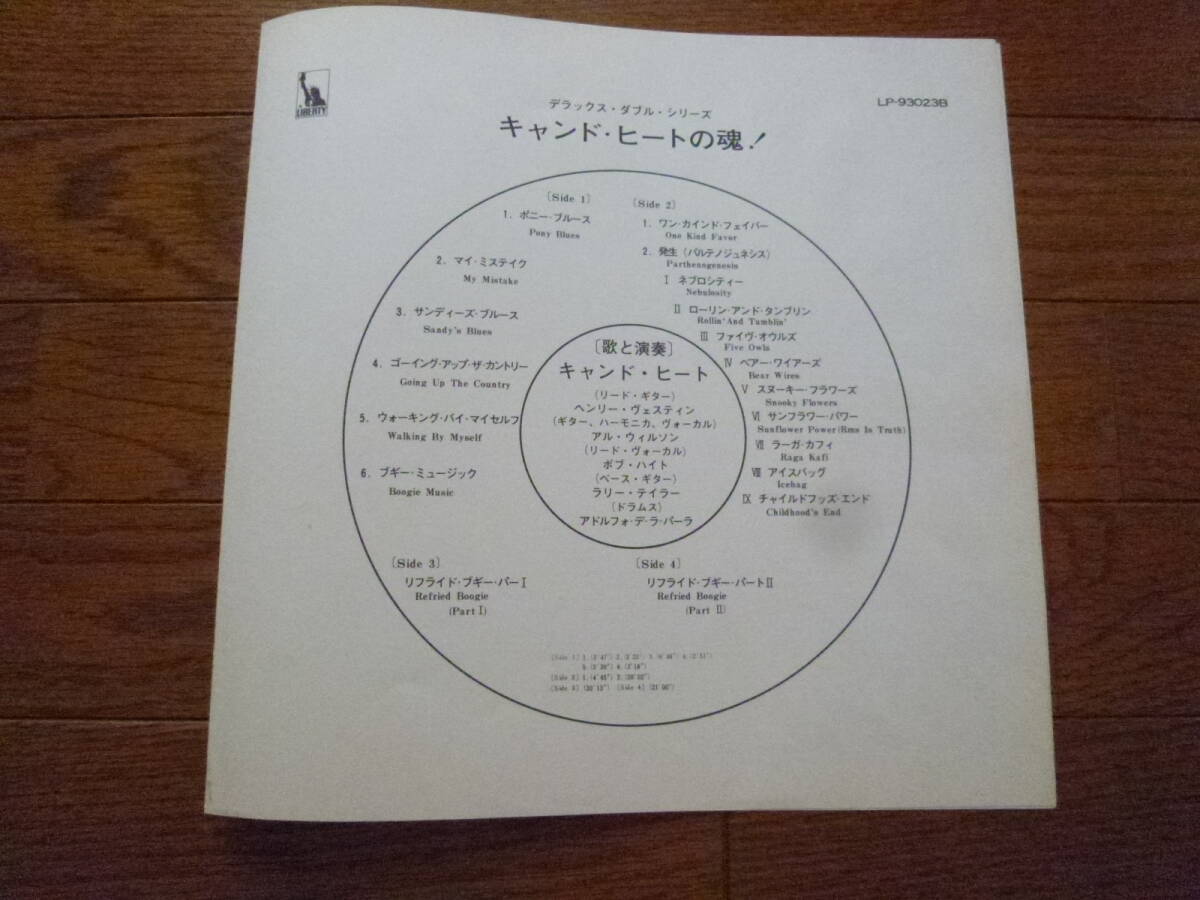 LIBERTY
LP-93023B
デラックス・ダブル・シリーズ
キャンド・ヒートの魂!
〔Side 1〕
1. ポニー・ブルース
Pony Blues
2. マイ・ミステイク
My Mistake
3. サンディーズ・ブルース
Sandy's Blues
4. ゴーイング・アップ・ザ・カントリー
Going Up The Country
5. ウォーキング・バイ・マイセルフ
Walking By Myself
6. ブギー・ミュージック
Boogie Music
〔Side 2〕
1. ワン・カインド・フェイバー
One Kind Favor
2. 発生(パルテノジュネシス)
Parthenogenesis
Ⅰ ネブロシティー
Nebulosity
Ⅱ ローリン・アンド・タンブリン
Rollin' And Tumblin'
Ⅲ ファイヴ・オウルズ
Five Owls
Ⅳ ベアー・ワイアーズ
Bear Wires
Ⅴ スヌーキー・フラワーズ
Snooky Flowers
Ⅵ サンフラワー・パワー
Sunflower Power (Rms Is Truth)
Ⅶ ラーガ・カフィ
Raga Kafi
Ⅷ アイスバッグ
Icebag
Ⅸ チャイルドフッズ・エンド
Childhood's End
〔歌と演奏〕
キャンド・ヒート
(リード・ギター)
ヘンリー・ヴェスティン
(ギター、ハーモニカ、ヴォーカル)
アル・ウィルソン
(リード・ヴォーカル)
ボブ・ハイト
(ベース・ギター)
ラリー・テイラー
(ドラムス)
アドルフォ・デ・ラ・パーラ
〔Side 3〕
リフライド・ブギー・パーⅠ
Refried Boogie
(Part Ⅰ)
〔Side 4〕
リフライド・ブギー・パートⅡ
Refried Boogie
(Part Ⅱ)